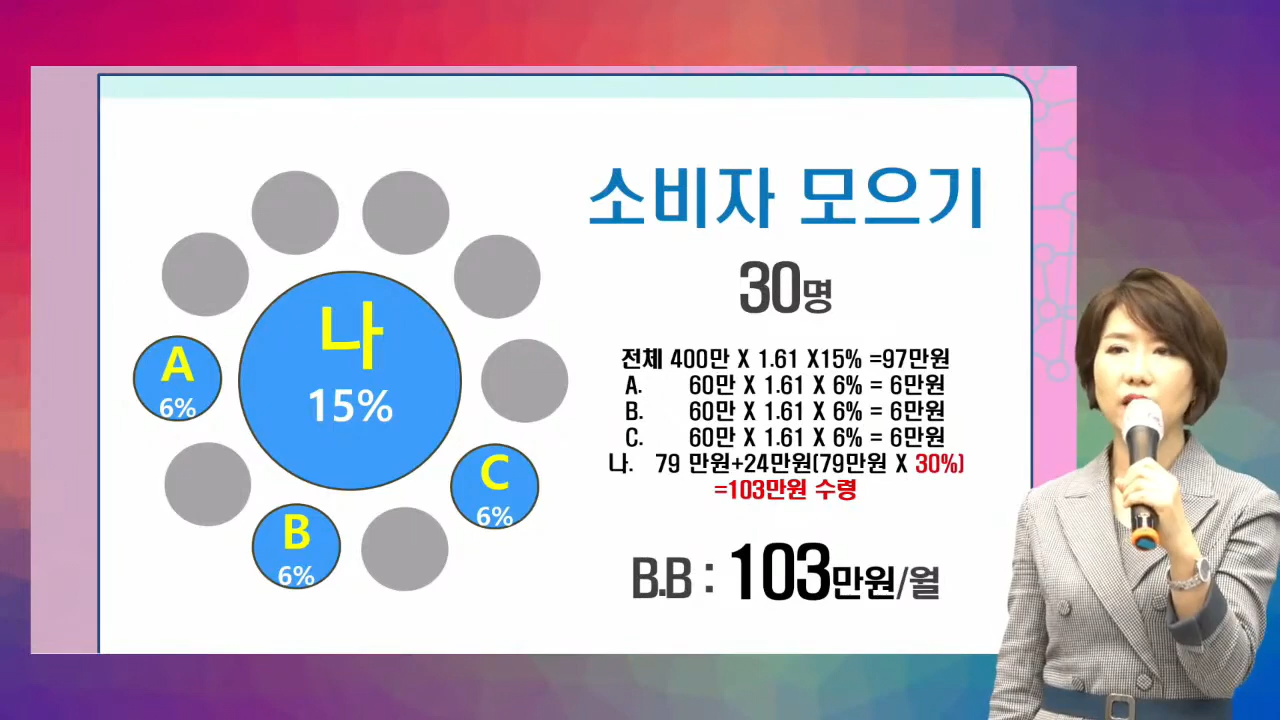 소비자 모으기
30명
전체 400만 X 1.61 X15% =97만원
A. 60만 X 1.61 X 6% = 6만원
B. 60만 X 1.61 X 6% = 6만원
C. 60만 X 1.61 X 6% = 6만원
나. 79 만원+24만원(79만원 X 30%)
=103만원 수령
B.B : 103만원/월
나
15%
A
6%
B
6%
C
6%